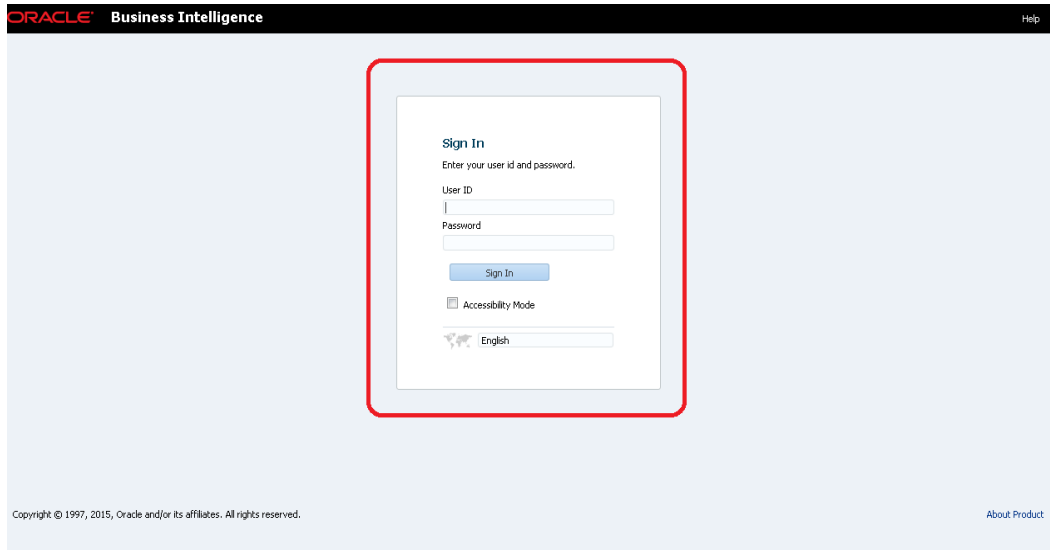 ORACLE Business Intelligence Help
Sign In
Enter your user id and password.
User ID
Password
Sign In
Accessibility Mode
English
Copyright © 1997, 2015, Oracle and/or its affiliates. All rights reserved. About Product